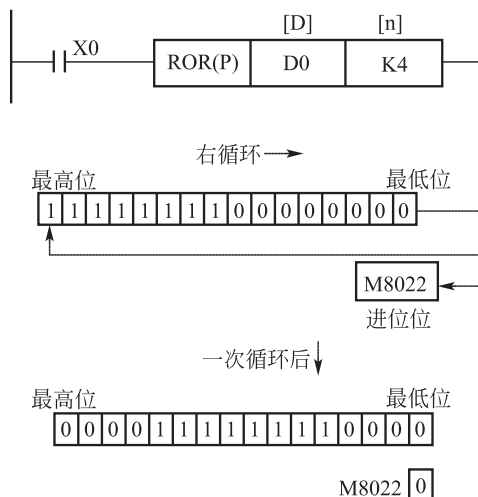 [D] [n]
X0
ROR(P) D0 K4
右循环
最高位 最低位
1 1 1 1 1 1 1 1 0 0 0 0 0 0 0 0
M8022
进位位
一次循环后
最高位 最低位
0 0 0 0 1 1 1 1 1 1 1 1 0 0 0 0
M8022 0